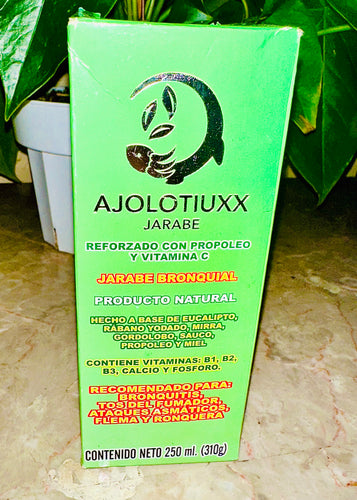 AJOLOTIUXX
JARABE
REFORZADO CON PROPOLEO
Y VITAMINA C
JARABE BRONQUIAL
PRODUCTO NATURAL
HECHO A BASE DE EUCALIPTO,
RABANO YODADO, MIRRA,
GORDOLOBO, SAUCO,
PROPOLEO Y MIEL
CONTIENE VITAMINAS: B1, B2,
B3, CALCIO Y FOSFORO.
RECOMENDADO PARA:
BRONQUITIS,
TOS DEL FUMADOR,
ATAQUES ASMÁTICOS,
FLEMA Y RONQUERA
CONTENIDO NETO 250 ml. (310g)